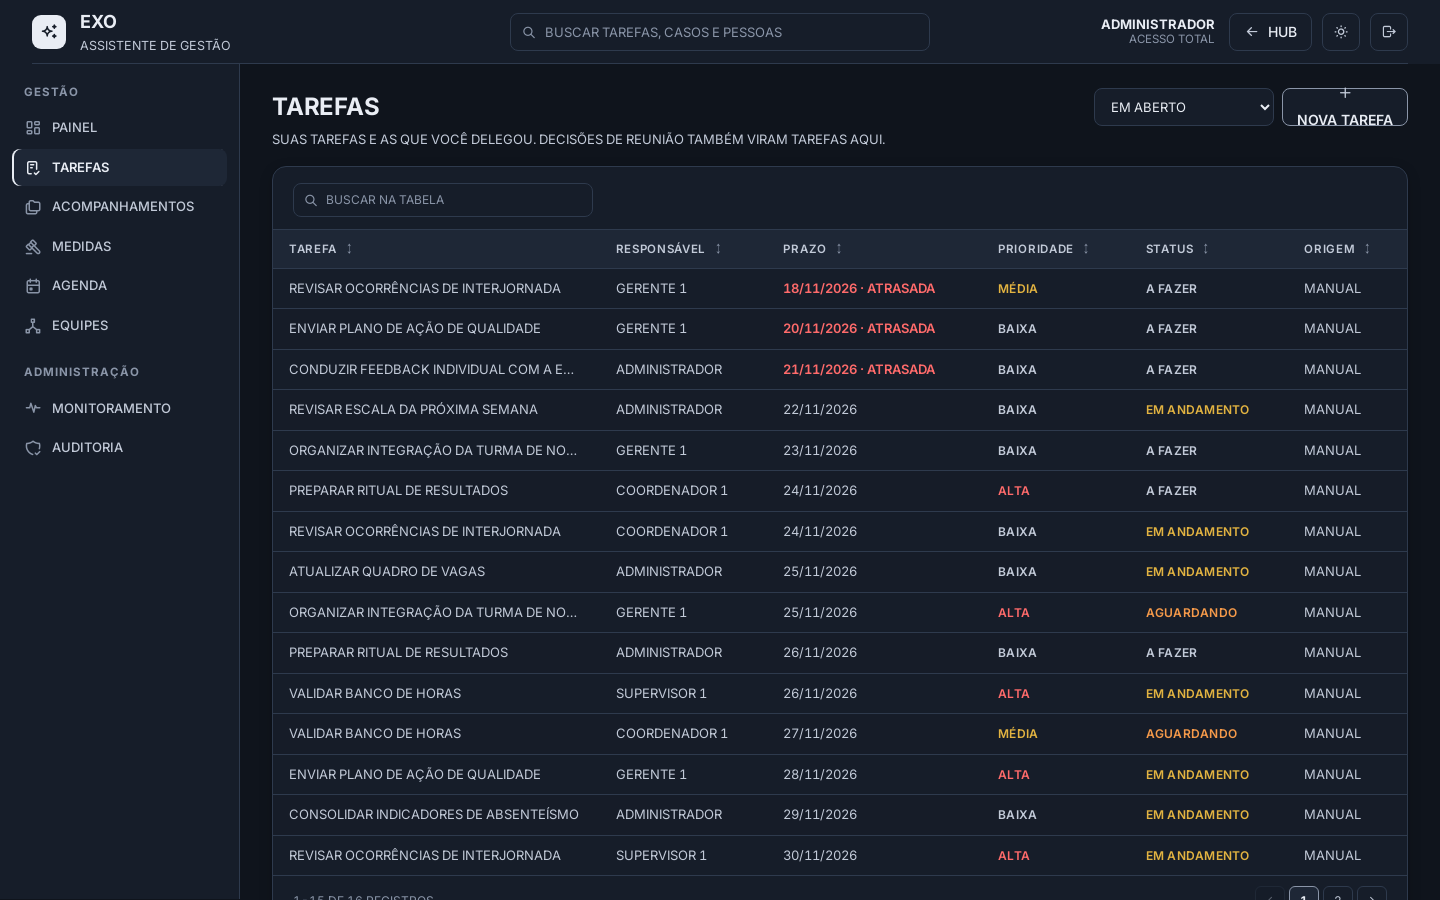 EXO
ASSISTENTE DE GESTÃO
BUSCAR TAREFAS, CASOS E PESSOAS
ADMINISTRADOR
ACESSO TOTAL
HUB
GESTÃO
PAINEL
TAREFAS
ACOMPANHAMENTOS
MEDIDAS
AGENDA
EQUIPES
ADMINISTRAÇÃO
MONITORAMENTO
AUDITORIA
TAREFAS
EM ABERTO
NOVA TAREFA
SUAS TAREFAS E AS QUE VOCÊ DELEGOU. DECISÕES DE REUNIÃO TAMBÉM VIRAM TAREFAS AQUI.
BUSCAR NA TABELA
TAREFA RESPONSÁVEL PRAZO PRIORIDADE STATUS ORIGEM
REVISAR OCORRÊNCIAS DE INTERJORNADA GERENTE 1 18/11/2026 · ATRASADA MÉDIA A FAZER MANUAL
ENVIAR PLANO DE AÇÃO DE QUALIDADE GERENTE 1 20/11/2026 · ATRASADA BAIXA A FAZER MANUAL
CONDUZIR FEEDBACK INDIVIDUAL COM A E... ADMINISTRADOR 21/11/2026 · ATRASADA BAIXA A FAZER MANUAL
REVISAR ESCALA DA PRÓXIMA SEMANA ADMINISTRADOR 22/11/2026 BAIXA EM ANDAMENTO MANUAL
ORGANIZAR INTEGRAÇÃO DA TURMA DE NO... GERENTE 1 23/11/2026 BAIXA A FAZER MANUAL
PREPARAR RITUAL DE RESULTADOS COORDENADOR 1 24/11/2026 ALTA A FAZER MANUAL
REVISAR OCORRÊNCIAS DE INTERJORNADA COORDENADOR 1 24/11/2026 BAIXA EM ANDAMENTO MANUAL
ATUALIZAR QUADRO DE VAGAS ADMINISTRADOR 25/11/2026 BAIXA EM ANDAMENTO MANUAL
ORGANIZAR INTEGRAÇÃO DA TURMA DE NO... GERENTE 1 25/11/2026 ALTA AGUARDANDO MANUAL
PREPARAR RITUAL DE RESULTADOS ADMINISTRADOR 26/11/2026 BAIXA A FAZER MANUAL
VALIDAR BANCO DE HORAS SUPERVISOR 1 26/11/2026 ALTA EM ANDAMENTO MANUAL
VALIDAR BANCO DE HORAS COORDENADOR 1 27/11/2026 MÉDIA AGUARDANDO MANUAL
ENVIAR PLANO DE AÇÃO DE QUALIDADE GERENTE 1 28/11/2026 ALTA EM ANDAMENTO MANUAL
CONSOLIDAR INDICADORES DE ABSENTEÍSMO ADMINISTRADOR 29/11/2026 BAIXA EM ANDAMENTO MANUAL
REVISAR OCORRÊNCIAS DE INTERJORNADA SUPERVISOR 1 30/11/2026 ALTA EM ANDAMENTO MANUAL
1–15 DE 16 REGISTROS 1 2